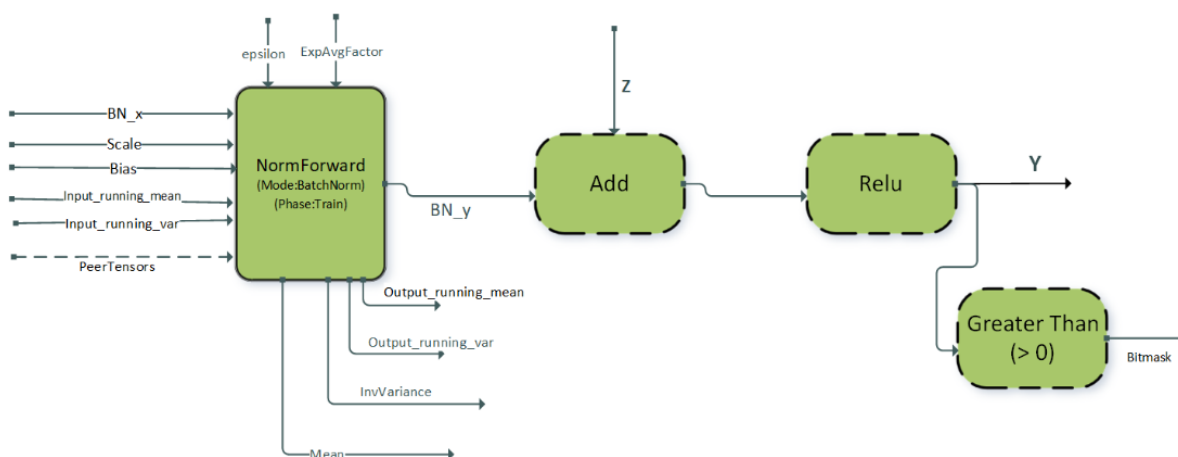 epsilon
ExpAvgFactor
BN_x
Scale
Bias
Input_running_mean
Input_running_var
PeerTensors
NormForward
(Mode:BatchNorm)
(Phase:Train)
BN_y
z
Add
Relu
Y
Output_running_mean
Output_running_var
InvVariance
Mean
Greater Than
(> 0)
Bitmask